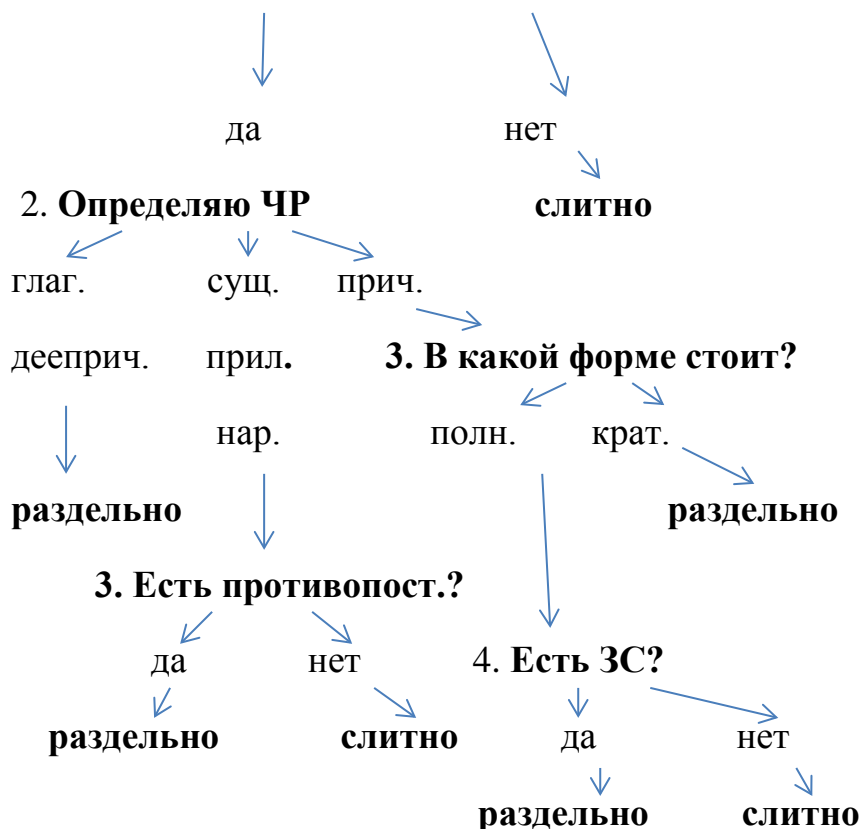 да нет
2. Определяю ЧР слитно
глаг. сущ. прич.
дееприч. прил. 3. В какой форме стоит?
нар. полн. крат.
раздельно раздельно
3. Есть противопост.?
да нет 4. Есть ЗС?
раздельно слитно да нет
раздельно слитно